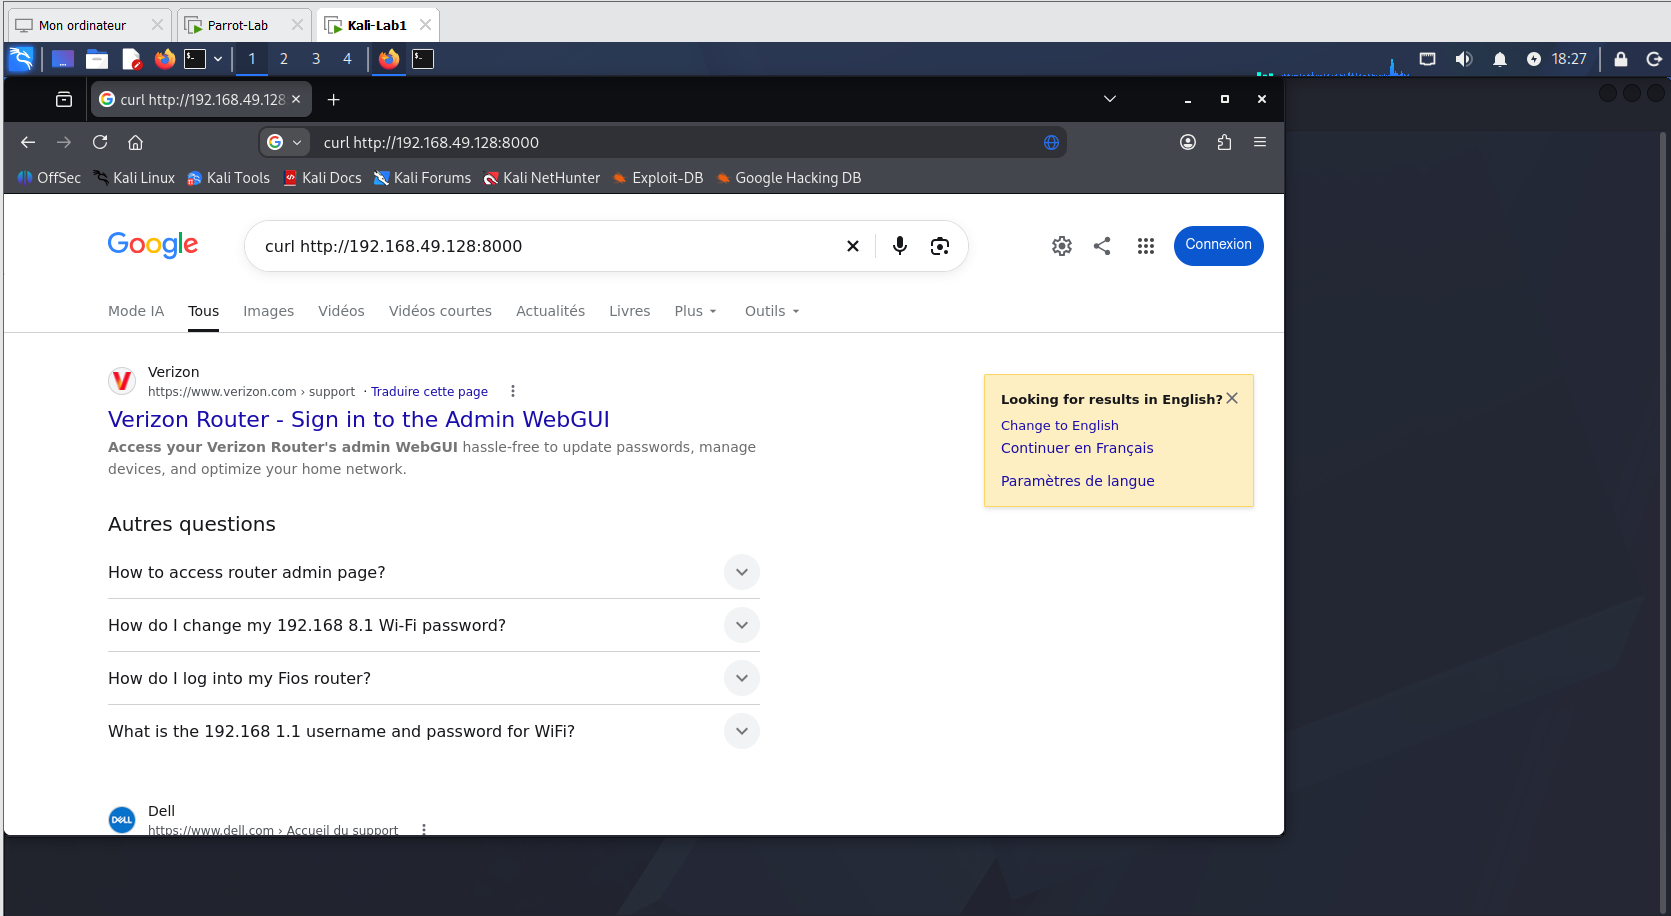 Mon ordinateur
Parrot-Lab
Kali-Lab1
1 2 3 4
18:27
curl http://192.168.49.128
curl http://192.168.49.128:8000
OffSec Kali Linux Kali Tools Kali Docs Kali Forums Kali NetHunter Exploit-DB Google Hacking DB
Google
curl http://192.168.49.128:8000
Connexion
Mode IA Tous Images Vidéos Vidéos courtes Actualités Livres Plus Outils
Verizon
https://www.verizon.com › support · Traduire cette page
Verizon Router - Sign in to the Admin WebGUI
Access your Verizon Router's admin WebGUI hassle-free to update passwords, manage
devices, and optimize your home network.
Looking for results in English?
Change to English
Continuer en Français
Paramètres de langue
Autres questions
How to access router admin page?
How do I change my 192.168 8.1 Wi-Fi password?
How do I log into my Fios router?
What is the 192.168 1.1 username and password for WiFi?
DELL
Dell
https://www.dell.com › Accueil du support